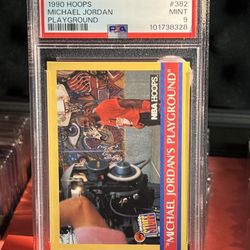 1990 HOOPS #382
MICHAEL JORDAN MINT
PLAYGROUND 9
PSA 101738328
NBA HOOPS
MICHAEL JORDAN'S PLAYGROUND